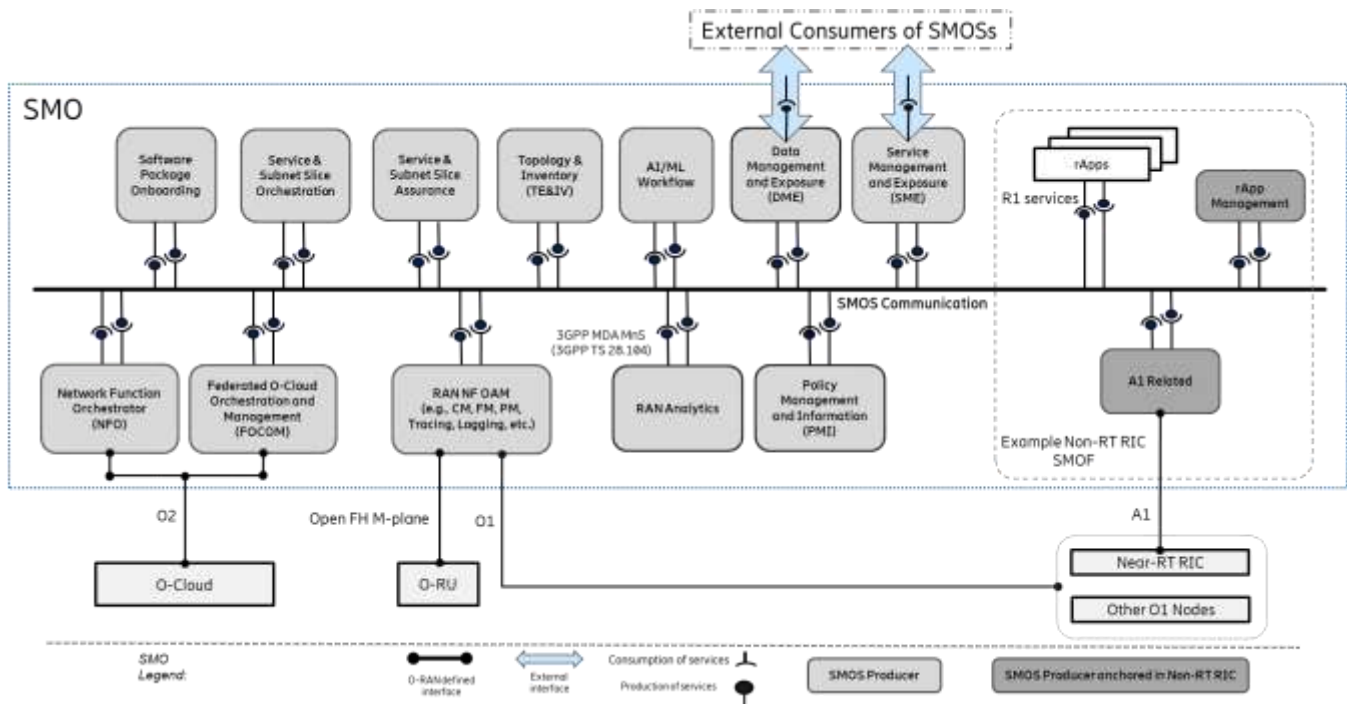 External Consumers of SMOSs
SMO
Software
Package
Onboarding
Service &
Subnet Slice
Orchestration
Service &
Subnet Slice
Assurance
Topology &
Inventory
(TE&IV)
AI/ML
Workflow
Data
Management
and Exposure
(DME)
Service
Management
and Exposure
(SME)
rApps
R1 services
rApp
Management
SMOS Communication
3GPP MDA MnS
(3GPP TS 28.104)
Network Function
Orchestrator
(NFO)
Federated O-Cloud
Orchestration and
Management
(FOCOM)
RAN NF OAM
(e.g., CM, FM, PM,
Tracing, Logging, etc.)
RAN Analytics
Policy
Management
and Information
(PMI)
A1 Related
Example Non-RT RIC
SMOF
O2
Open FH M-plane
O1
A1
O-Cloud
O-RU
Near-RT RIC
Other O1 Nodes
SMO
Legend:
O-RAN defined
interface
External
interface
Consumption of services
Production of services
SMOS Producer
SMOS Producer anchored in Non-RT RIC